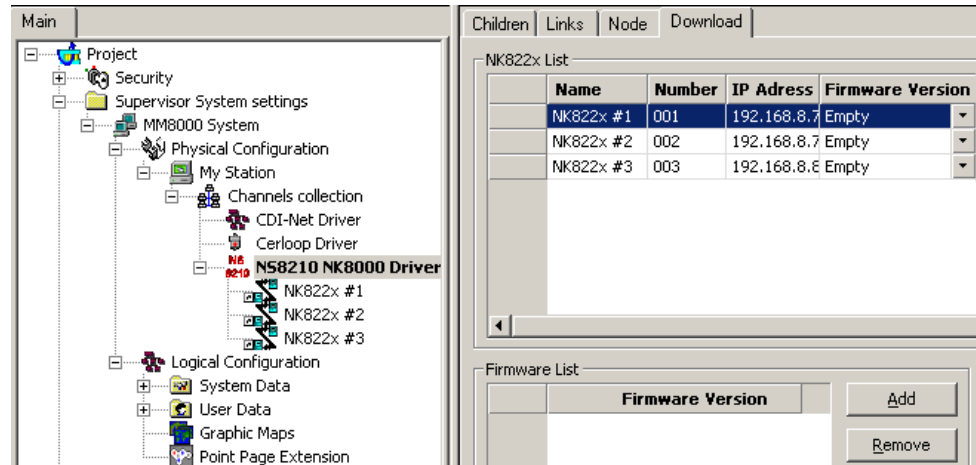 Main
Project
Security
Supervisor System settings
MM8000 System
Physical Configuration
My Station
Channels collection
CDI-Net Driver
Cerloop Driver
NS8210 NK8000 Driver
NK822x #1
NK822x #2
NK822x #3
Logical Configuration
System Data
User Data
Graphic Maps
Point Page Extension
Children Links Node Download
NK822x List
Name Number IP Adress Firmware Version
NK822x #1 001 192.168.8.7 Empty
NK822x #2 002 192.168.8.7 Empty
NK822x #3 003 192.168.8.8 Empty
Firmware List
Firmware Version
Add
Remove